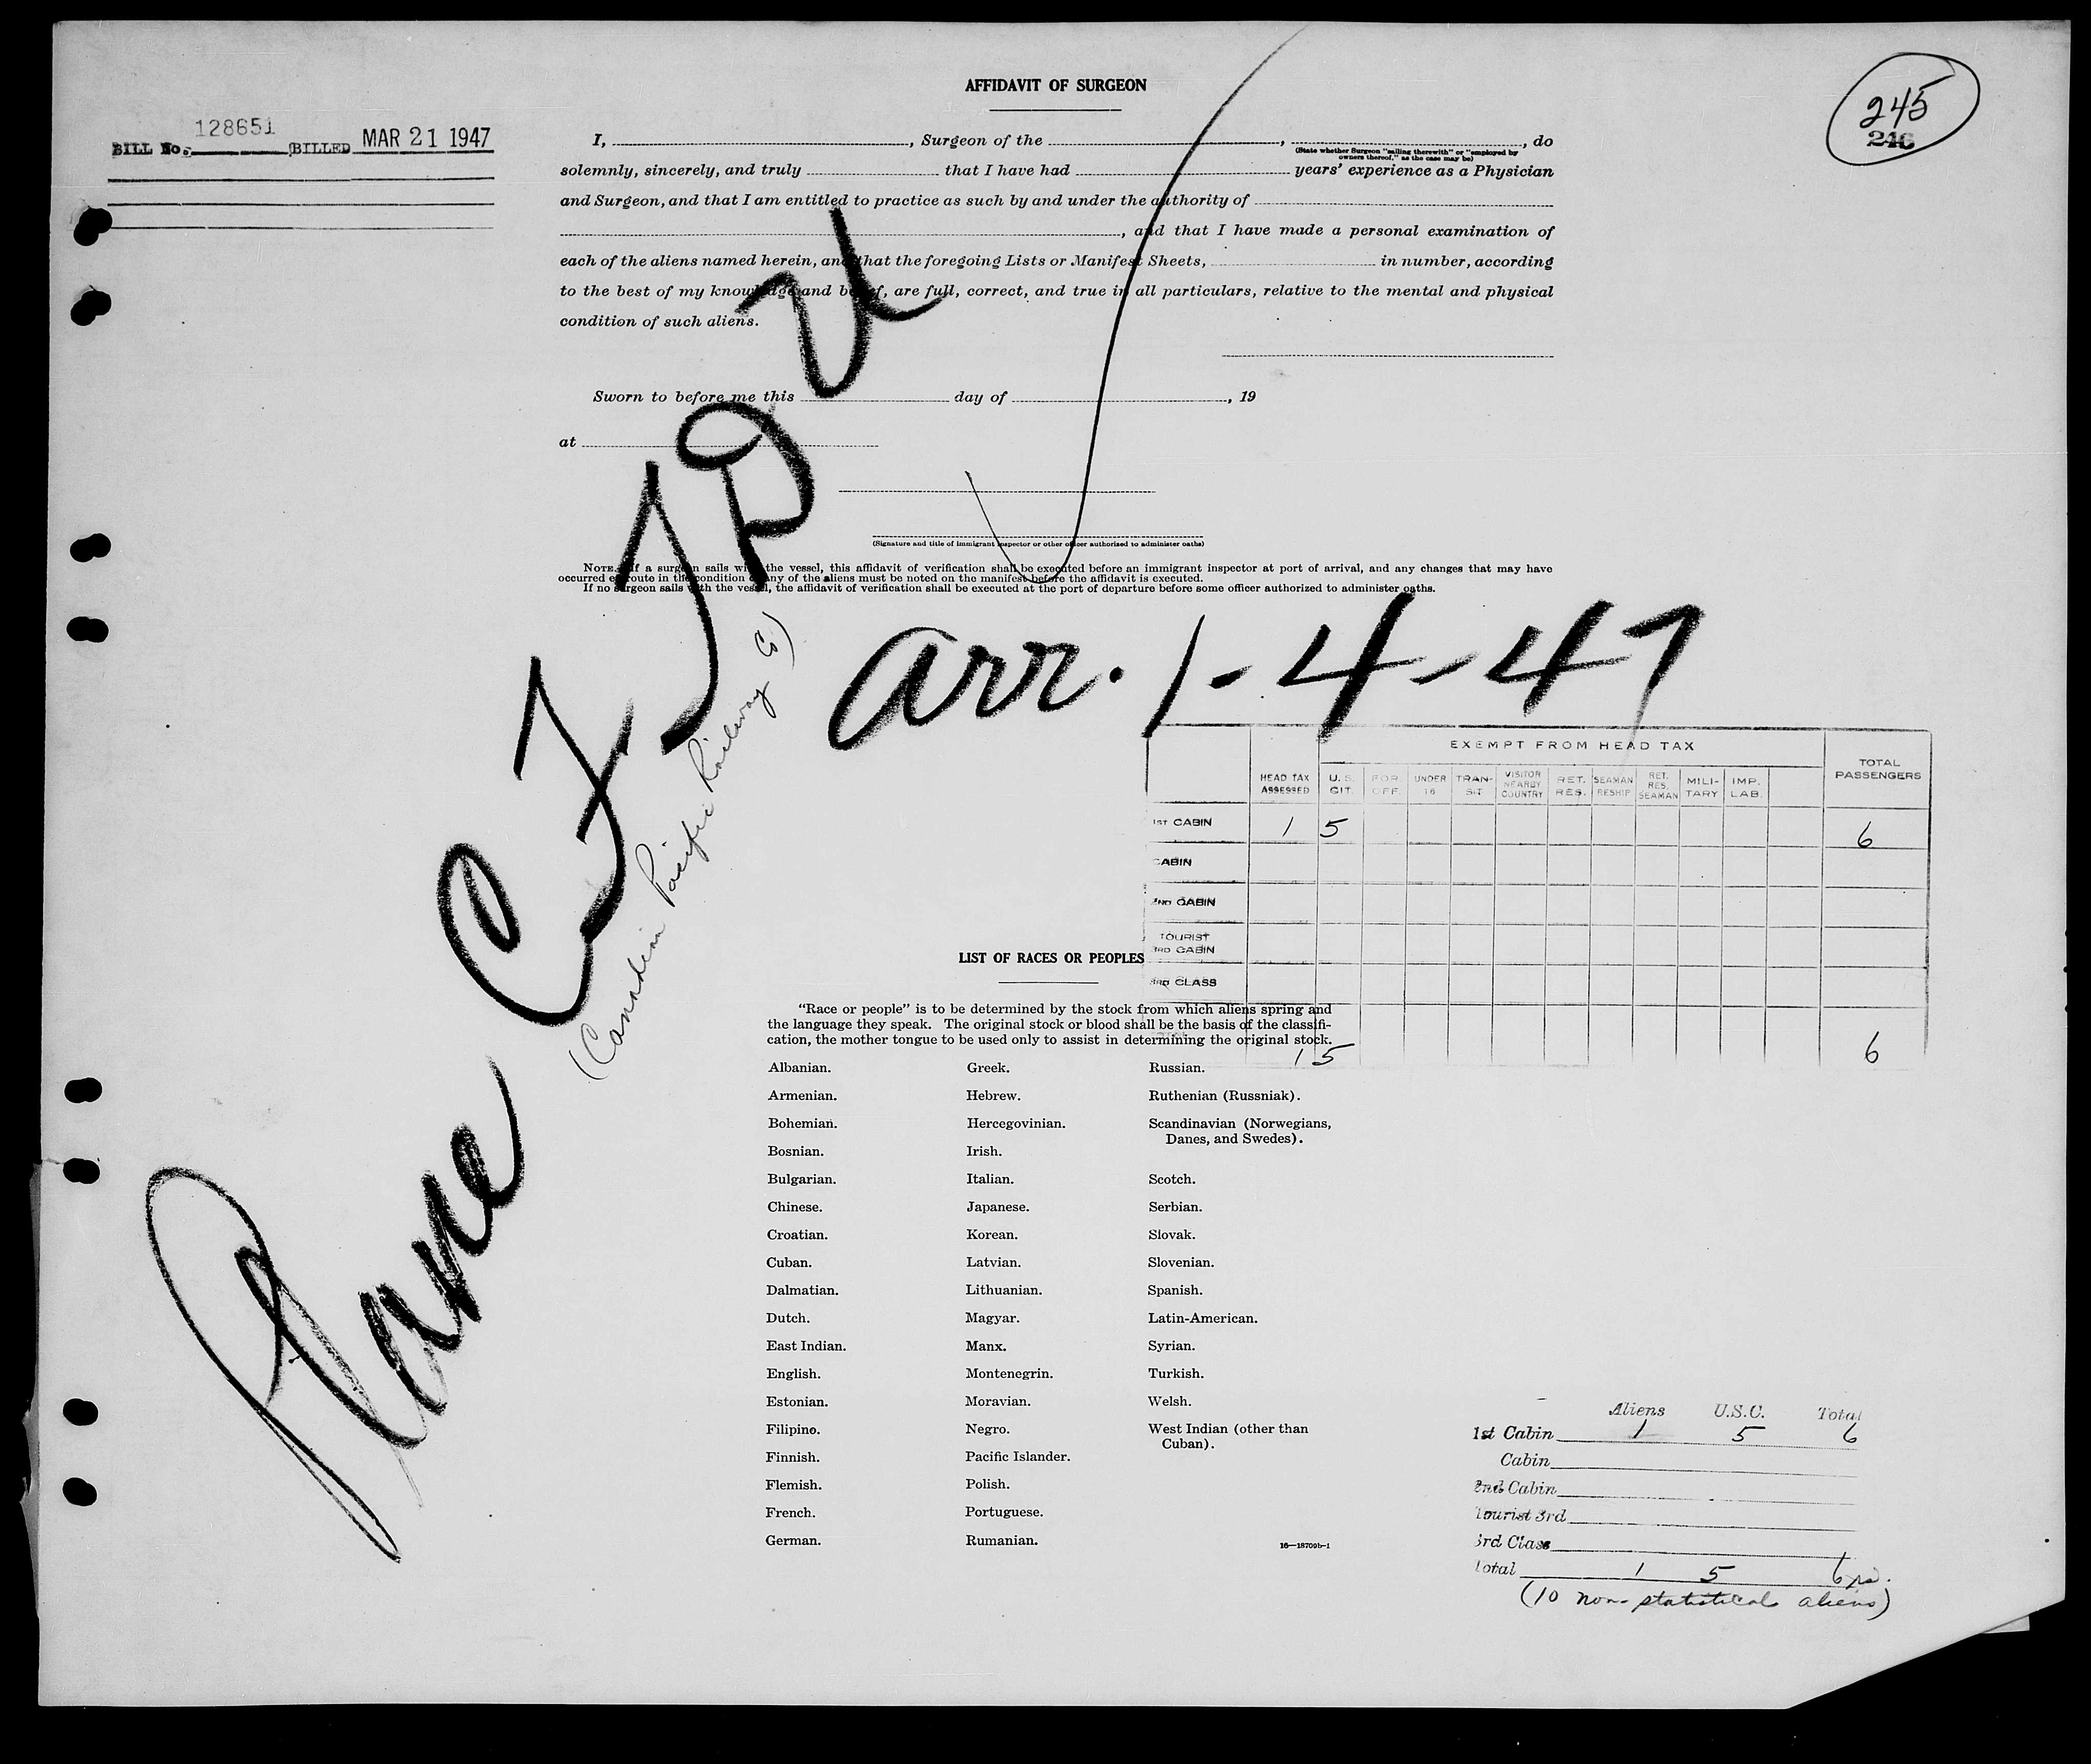 AFFIDAVIT OF SURGEON
245
246
BILL No. 128651 BILLED MAR 21 1947
I, , Surgeon of the , , do
(State whether Surgeon "sailing therewith" or "employed by
owners thereof," as the case may be)
solemnly, sincerely, and truly that I have had years' experience as a Physician
and Surgeon, and that I am entitled to practice as such by and under the authority of
, and that I have made a personal examination of
each of the aliens named herein, and that the foregoing Lists or Manifest Sheets, in number, according
to the best of my knowledge and belief, are full, correct, and true in all particulars, relative to the mental and physical
condition of such aliens.
Sworn to before me this day of , 19
at
(Signature and title of immigrant inspector or other officer authorized to administer oaths)
NOTE.—If a surgeon sails with the vessel, this affidavit of verification shall be executed before an immigrant inspector at port of arrival, and any changes that may have
occurred en route in the condition of any of the aliens must be noted on the manifest before the affidavit is executed.
If no surgeon sails with the vessel, the affidavit of verification shall be executed at the port of departure before some officer authorized to administer oaths.
Plane CF
(Canadian Pacific Railway Co)
arr. 1-4-47
EXEMPT FROM HEAD TAX
HEAD TAX ASSESSED U. S. CIT. FOR. OFF. UNDER 16 TRAN-SIT VISITOR NEARBY COUNTRY RET. RES. SEAMAN RESHIP RET. RES. SEAMAN MILI-TARY IMP. LAB. TOTAL PASSENGERS
1ST CABIN 1 5 6
CABIN
2ND CABIN
TOURIST
3RD CABIN
3RD CLASS
1 5 6
LIST OF RACES OR PEOPLES
"Race or people" is to be determined by the stock from which aliens spring and
the language they speak. The original stock or blood shall be the basis of the classifi-
cation, the mother tongue to be used only to assist in determining the original stock.
Albanian.
Armenian.
Bohemian.
Bosnian.
Bulgarian.
Chinese.
Croatian.
Cuban.
Dalmatian.
Dutch.
East Indian.
English.
Estonian.
Filipino.
Finnish.
Flemish.
French.
German.
Greek.
Hebrew.
Hercegovinian.
Irish.
Italian.
Japanese.
Korean.
Latvian.
Lithuanian.
Magyar.
Manx.
Montenegrin.
Moravian.
Negro.
Pacific Islander.
Polish.
Portuguese.
Rumanian.
Russian.
Ruthenian (Russniak).
Scandinavian (Norwegians,
Danes, and Swedes).
Scotch.
Serbian.
Slovak.
Slovenian.
Spanish.
Latin-American.
Syrian.
Turkish.
Welsh.
West Indian (other than
Cuban).
16—18709b-1
Aliens U.S.C. Total
1st Cabin 1 5 6
Cabin
2nd Cabin
Tourist 3rd
3rd Class
Total 1 5 6
(10 non-statistical aliens)